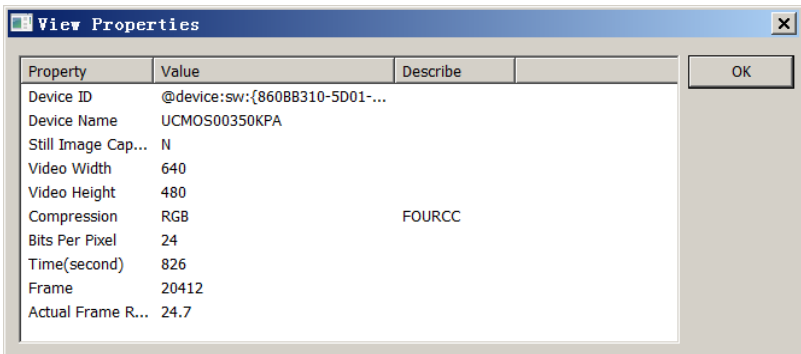 View Properties
Property Value Describe
OK
Device ID @device:sw:{860BB310-5D01-...
Device Name UCMOS00350KPA
Still Image Cap... N
Video Width 640
Video Height 480
Compression RGB FOURCC
Bits Per Pixel 24
Time(second) 826
Frame 20412
Actual Frame R... 24.7